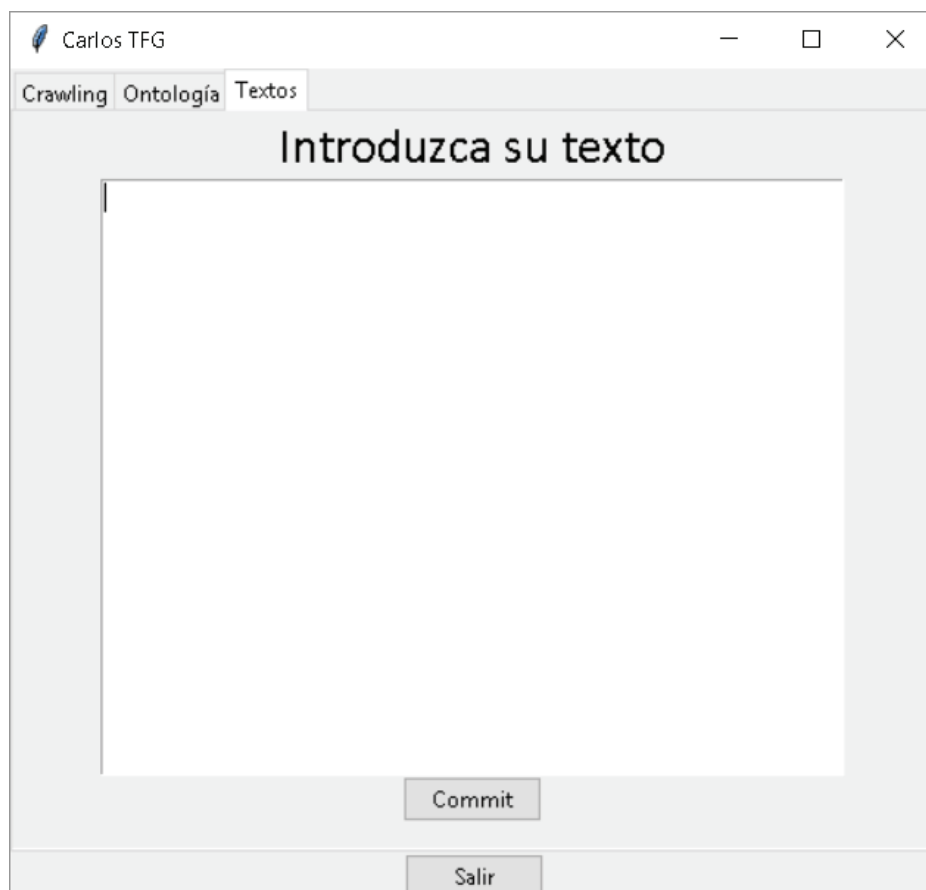 Carlos TFG
Crawling Ontología Textos
Introduzca su texto
Commit
Salir